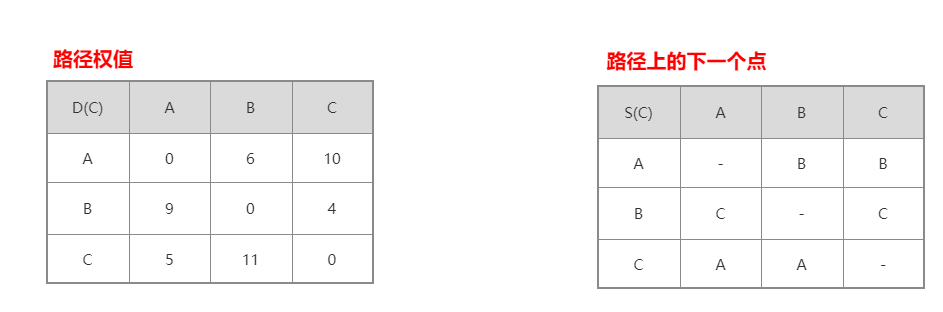 路径权值
D(C) A B C
A 0 6 10
B 9 0 4
C 5 11 0
路径上的下一个点
S(C) A B C
A - B B
B C - C
C A A -